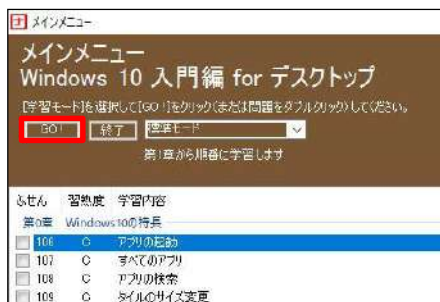 メインメニュー
メインメニュー
Windows 10 入門編 for デスクトップ
[学習モード]を選択して[GO!]をクリック(または問題をダブルクリック)してください。
GO! 終了 標準モード
第1章から順番に学習します
ふせん 習熟度 学習内容
第0章 Windows10の特長
106 C アプリの起動
107 C すべてのアプリ
108 C アプリの検索
109 C タイルのサイズ変更